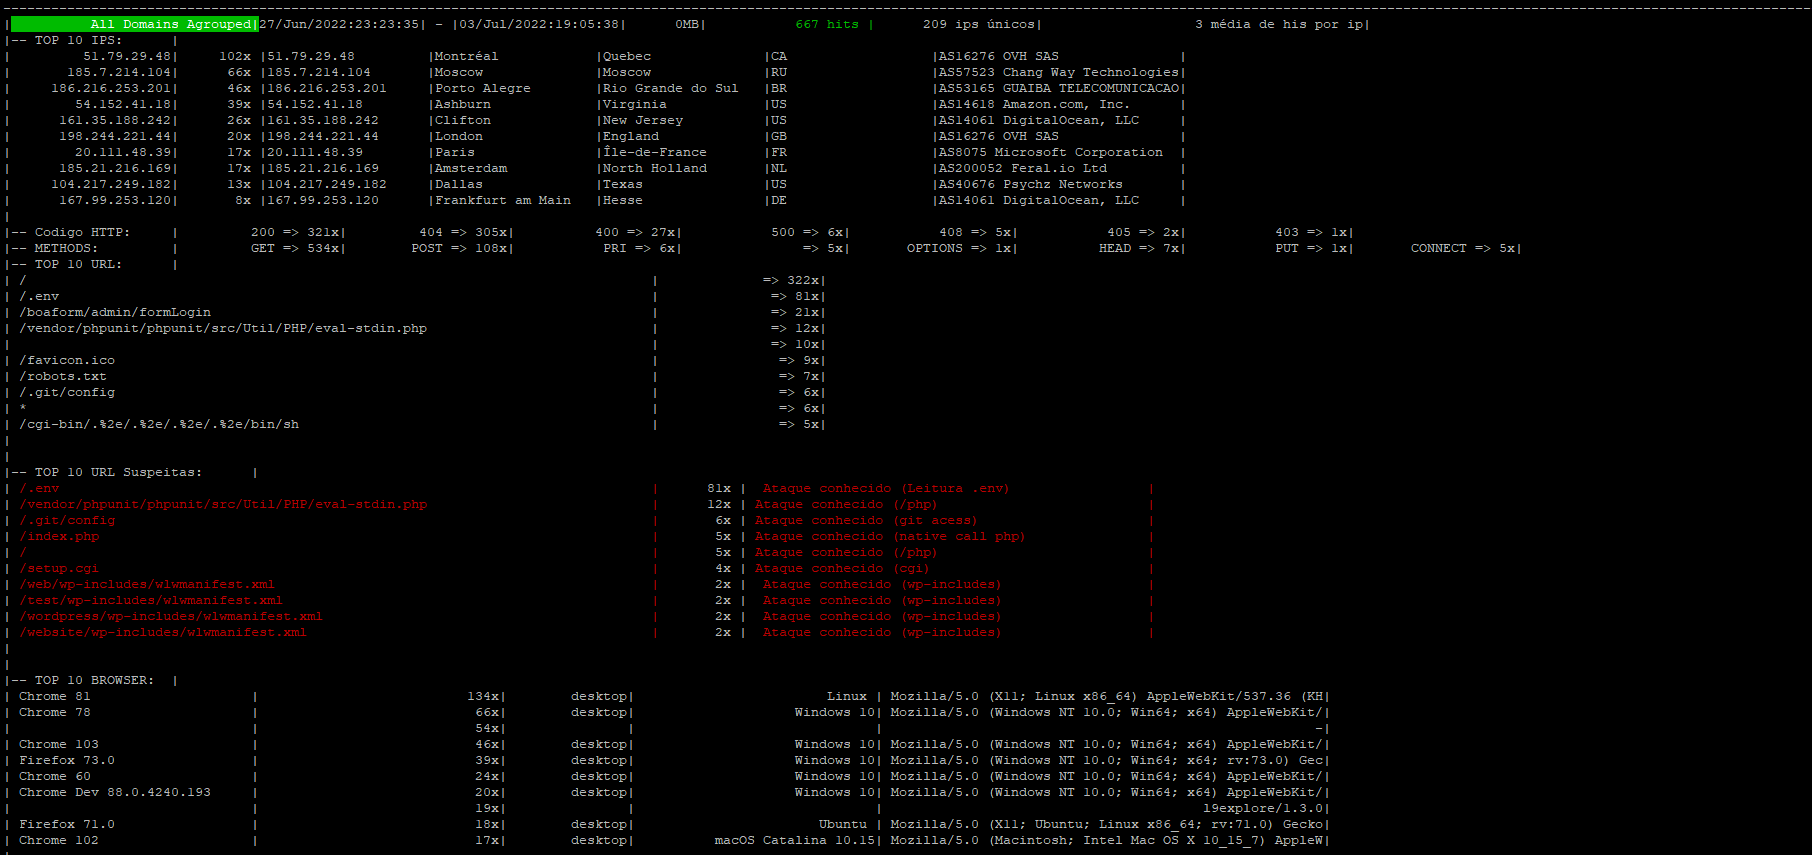 | All Domains Agrouped|27/Jun/2022:23:23:35| - |03/Jul/2022:19:05:38| 0MB| 667 hits | 209 ips únicos| 3 média de his por ip|
|-- TOP 10 IPS: |
| 51.79.29.48| 102x |51.79.29.48 |Montréal |Quebec |CA |AS16276 OVH SAS |
| 185.7.214.104| 66x |185.7.214.104 |Moscow |Moscow |RU |AS57523 Chang Way Technologies|
| 186.216.253.201| 46x |186.216.253.201 |Porto Alegre |Rio Grande do Sul |BR |AS53165 GUAIBA TELECOMUNICACAO|
| 54.152.41.18| 39x |54.152.41.18 |Ashburn |Virginia |US |AS14618 Amazon.com, Inc. |
| 161.35.188.242| 26x |161.35.188.242 |Clifton |New Jersey |US |AS14061 DigitalOcean, LLC |
| 198.244.221.44| 20x |198.244.221.44 |London |England |GB |AS16276 OVH SAS |
| 20.111.48.39| 17x |20.111.48.39 |Paris |Île-de-France |FR |AS8075 Microsoft Corporation |
| 185.21.216.169| 17x |185.21.216.169 |Amsterdam |North Holland |NL |AS200052 Feral.io Ltd |
| 104.217.249.182| 13x |104.217.249.182 |Dallas |Texas |US |AS40676 Psychz Networks |
| 167.99.253.120| 8x |167.99.253.120 |Frankfurt am Main |Hesse |DE |AS14061 DigitalOcean, LLC |
|
|-- Codigo HTTP: | 200 => 321x| 404 => 305x| 400 => 27x| 500 => 6x| 408 => 5x| 405 => 2x| 403 => 1x|
|-- METHODS: | GET => 534x| POST => 108x| PRI => 6x| => 5x| OPTIONS => 1x| HEAD => 7x| PUT => 1x| CONNECT => 5x|
|-- TOP 10 URL: |
| / | => 322x|
| /.env | => 81x|
| /boaform/admin/formLogin | => 21x|
| /vendor/phpunit/phpunit/src/Util/PHP/eval-stdin.php | => 12x|
| | => 10x|
| /favicon.ico | => 9x|
| /robots.txt | => 7x|
| /.git/config | => 6x|
| * | => 6x|
| /cgi-bin/.%2e/.%2e/.%2e/.%2e/bin/sh | => 5x|
|
|
|-- TOP 10 URL Suspeitas: |
| /.env | 81x | Ataque conhecido (Leitura .env) |
| /vendor/phpunit/phpunit/src/Util/PHP/eval-stdin.php | 12x | Ataque conhecido (/php) |
| /.git/config | 6x | Ataque conhecido (git acess) |
| /index.php | 5x | Ataque conhecido (native call php) |
| / | 5x | Ataque conhecido (/php) |
| /setup.cgi | 4x | Ataque conhecido (cgi) |
| /web/wp-includes/wlwmanifest.xml | 2x | Ataque conhecido (wp-includes) |
| /test/wp-includes/wlwmanifest.xml | 2x | Ataque conhecido (wp-includes) |
| /wordpress/wp-includes/wlwmanifest.xml | 2x | Ataque conhecido (wp-includes) |
| /website/wp-includes/wlwmanifest.xml | 2x | Ataque conhecido (wp-includes) |
|
|
|-- TOP 10 BROWSER: |
| Chrome 81 | 134x| desktop| Linux | Mozilla/5.0 (X11; Linux x86_64) AppleWebKit/537.36 (KH|
| Chrome 78 | 66x| desktop| Windows 10| Mozilla/5.0 (Windows NT 10.0; Win64; x64) AppleWebKit/|
| | 54x| | | -|
| Chrome 103 | 46x| desktop| Windows 10| Mozilla/5.0 (Windows NT 10.0; Win64; x64) AppleWebKit/|
| Firefox 73.0 | 39x| desktop| Windows 10| Mozilla/5.0 (Windows NT 10.0; Win64; x64; rv:73.0) Gec|
| Chrome 60 | 24x| desktop| Windows 10| Mozilla/5.0 (Windows NT 10.0; Win64; x64) AppleWebKit/|
| Chrome Dev 88.0.4240.193 | 20x| desktop| Windows 10| Mozilla/5.0 (Windows NT 10.0; Win64; x64) AppleWebKit/|
| | 19x| | | l9explore/1.3.0|
| Firefox 71.0 | 18x| desktop| Ubuntu | Mozilla/5.0 (X11; Ubuntu; Linux x86_64; rv:71.0) Gecko|
| Chrome 102 | 17x| desktop| macOS Catalina 10.15| Mozilla/5.0 (Macintosh; Intel Mac OS X 10_15_7) AppleW|